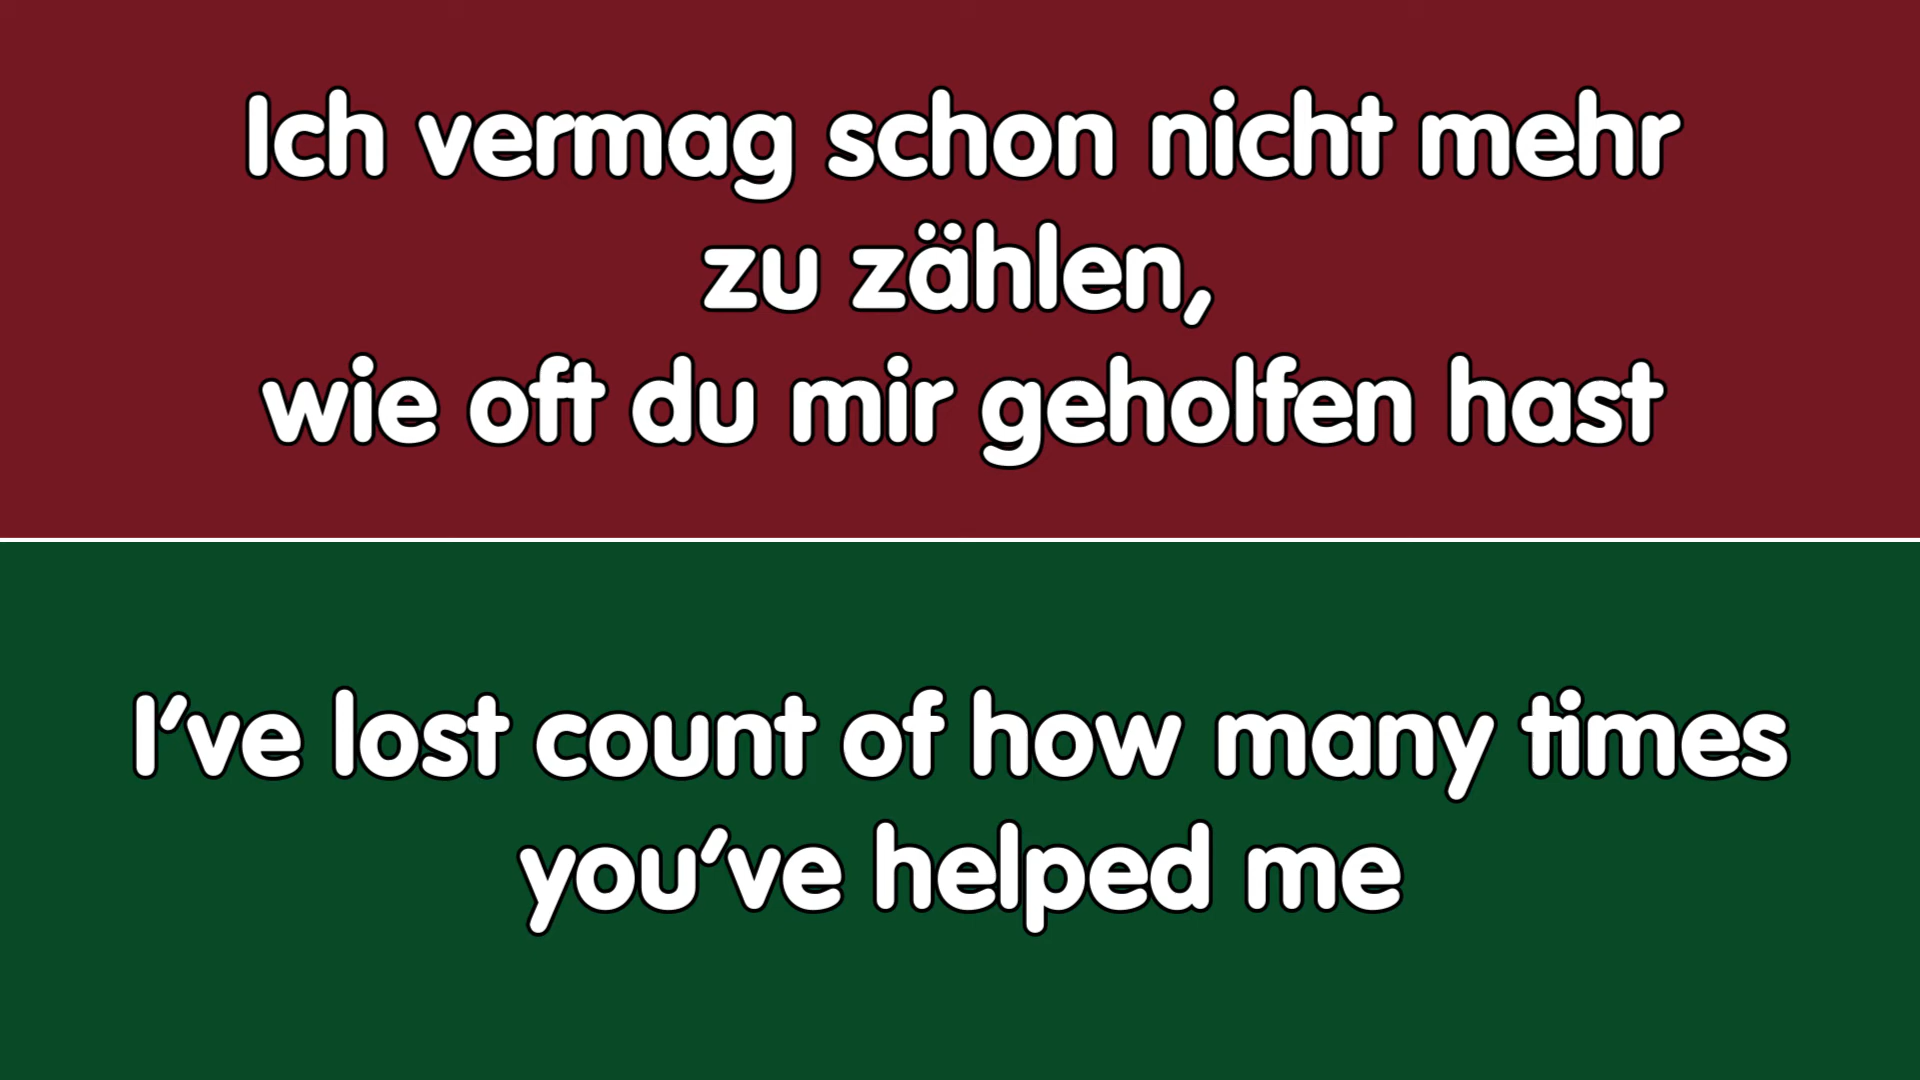 Ich vermag schon nicht mehr
zu zählen,
wie oft du mir geholfen hast
I’ve lost count of how many times
you’ve helped me